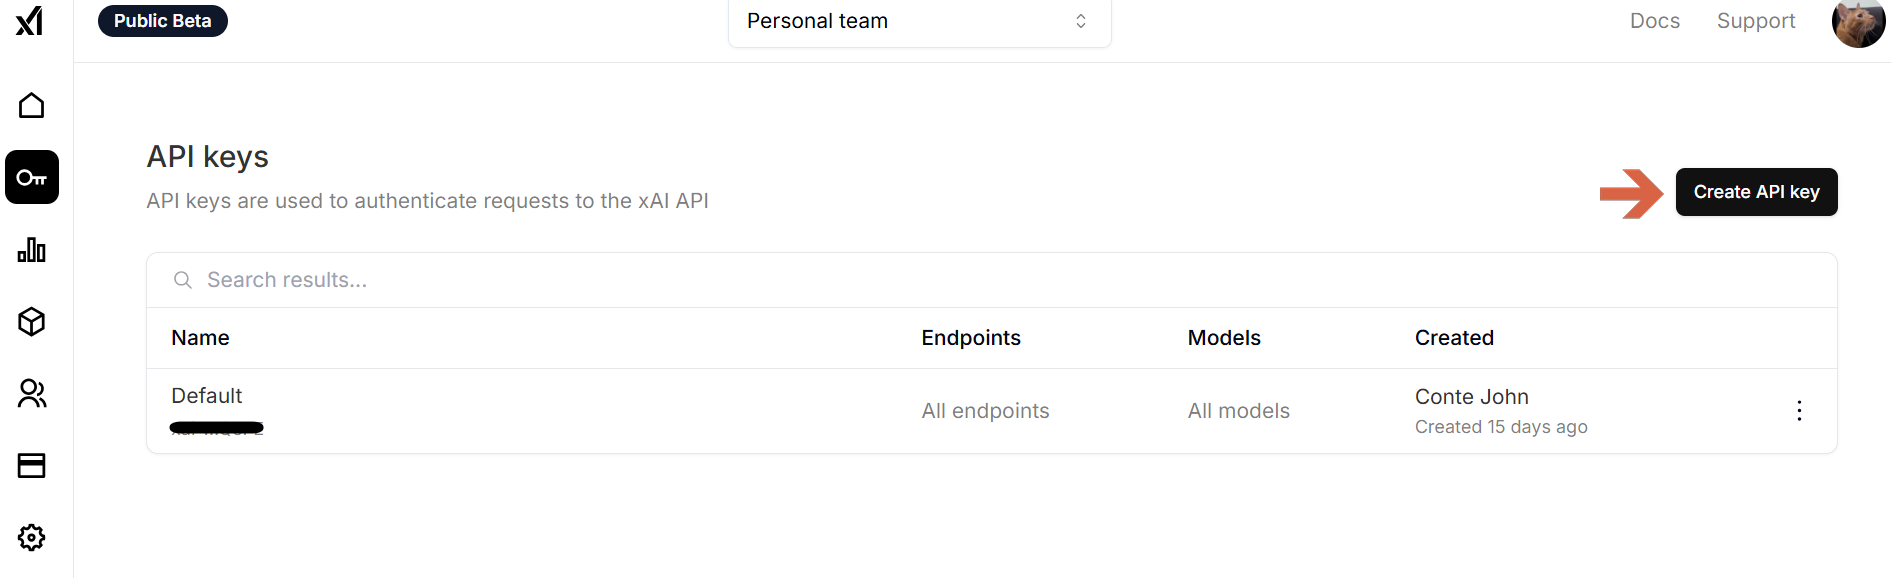 xI
Public Beta
Personal team
Docs
Support
API keys
API keys are used to authenticate requests to the xAI API
Create API key
Search results...
Name
Endpoints
Models
Created
Default
All endpoints
All models
Conte John
Created 15 days ago